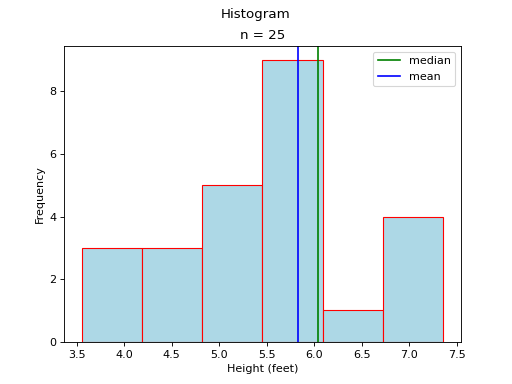 Histogram
n = 25
median
mean
Frequency
8
6
4
2
0
3.5 4.0 4.5 5.0 5.5 6.0 6.5 7.0 7.5
Height (feet)